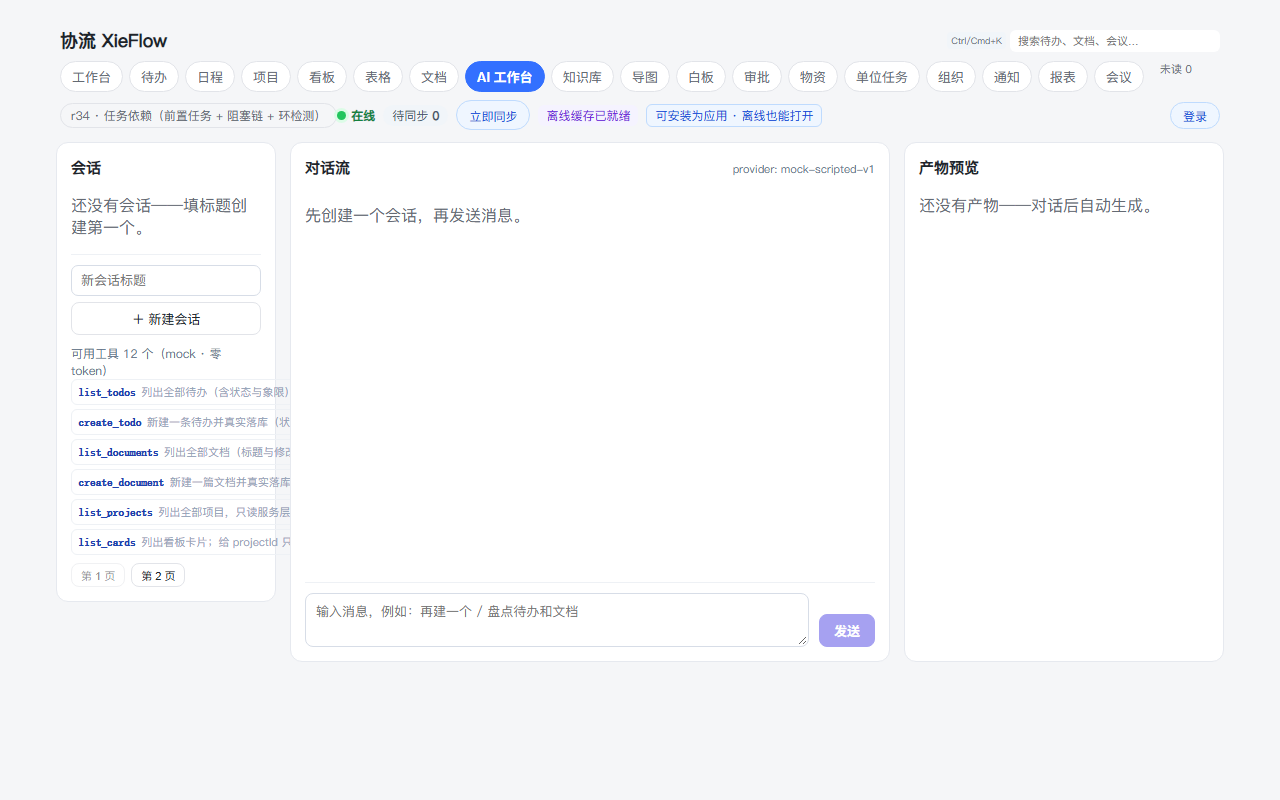 协流 XieFlow
Ctrl/Cmd+K
搜索待办、文档、会议...
工作台 待办 日程 项目 看板 表格 文档 AI 工作台 知识库 导图 白板 审批 物资 单位任务 组织 通知 报表 会议 未读 0
r34 · 任务依赖（前置任务 + 阻塞链 + 环检测） 在线 待同步 0 立即同步 离线缓存已就绪 可安装为应用 · 离线也能打开 登录
会话
还没有会话——填标题创
建第一个。
新会话标题
＋ 新建会话
可用工具 12 个（mock · 零
token）
list_todos 列出全部待办（含状态与象限）
create_todo 新建一条待办并真实落库（状
list_documents 列出全部文档（标题与修改
create_document 新建一篇文档并真实落库
list_projects 列出全部项目，只读服务层
list_cards 列出看板卡片；给 projectId 只
第 1 页 第 2 页
对话流
provider: mock-scripted-v1
先创建一个会话，再发送消息。
输入消息，例如：再建一个 / 盘点待办和文档
发送
产物预览
还没有产物——对话后自动生成。